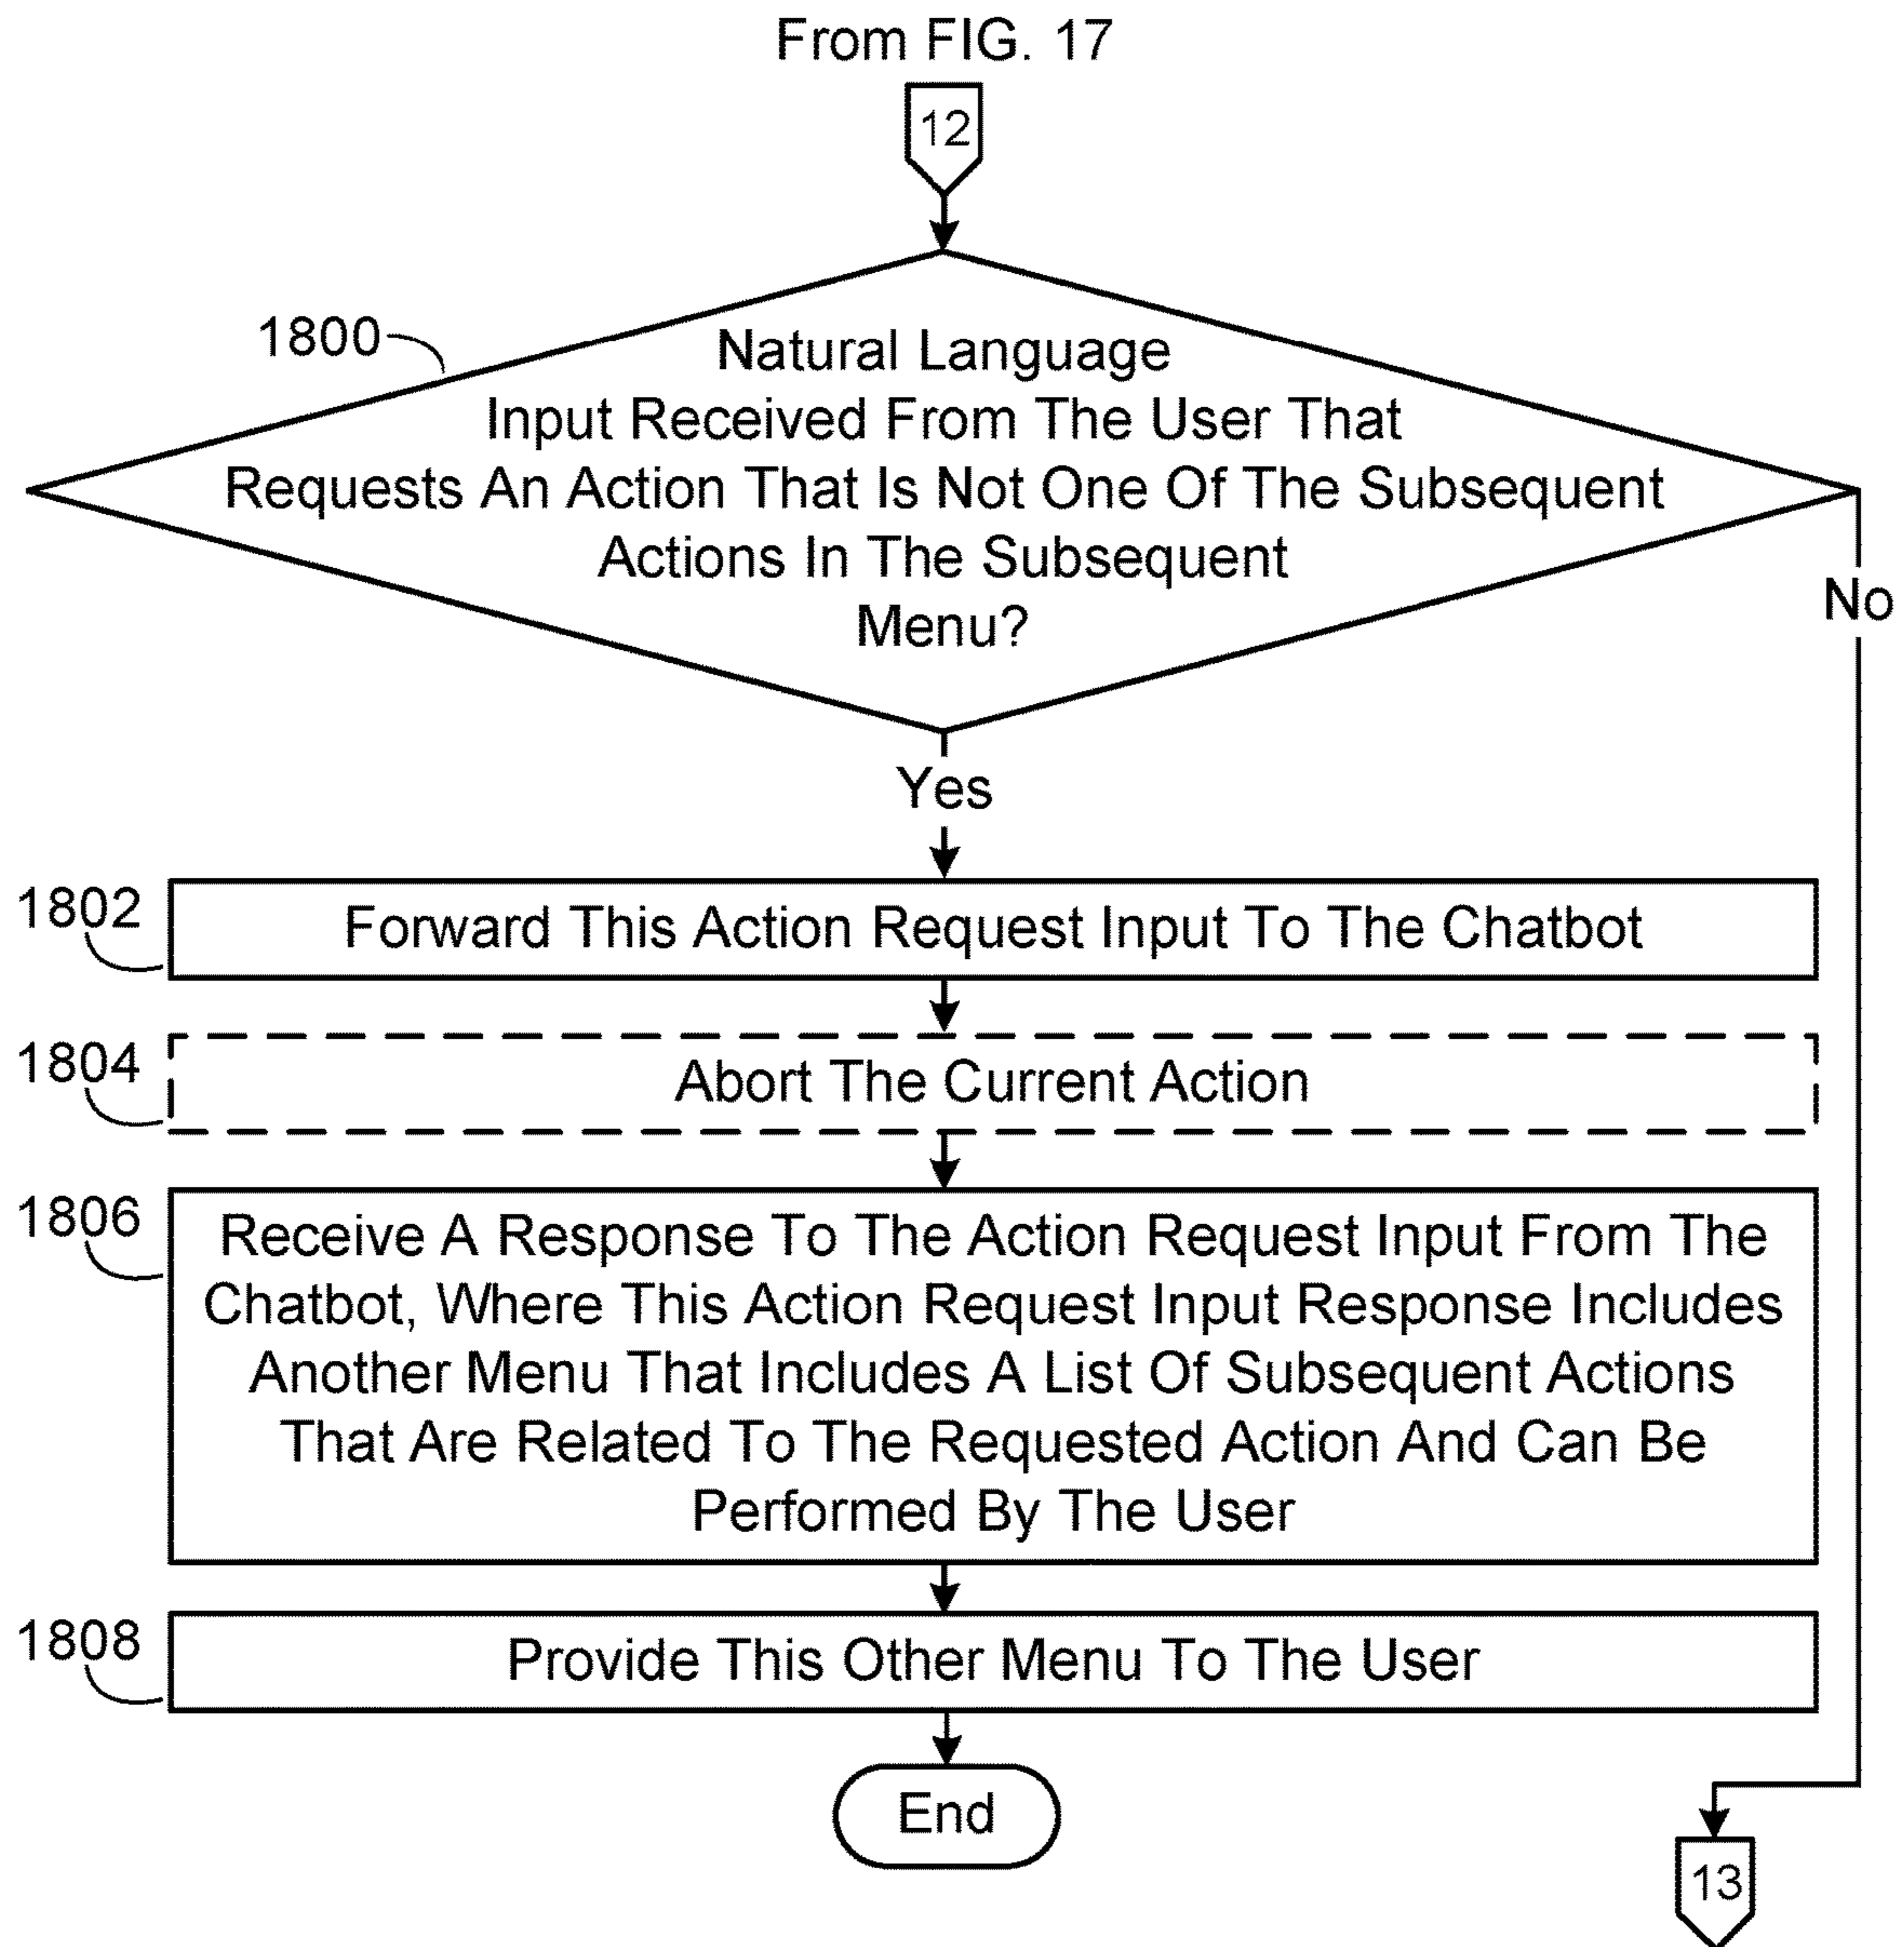 From FIG. 17
12
1800
Natural Language
Input Received From The User That
Requests An Action That Is Not One Of The Subsequent
Actions In The Subsequent
Menu?
No
Yes
1802
Forward This Action Request Input To The Chatbot
1804
Abort The Current Action
1806
Receive A Response To The Action Request Input From The
Chatbot, Where This Action Request Input Response Includes
Another Menu That Includes A List Of Subsequent Actions
That Are Related To The Requested Action And Can Be
Performed By The User
1808
Provide This Other Menu To The User
End
13